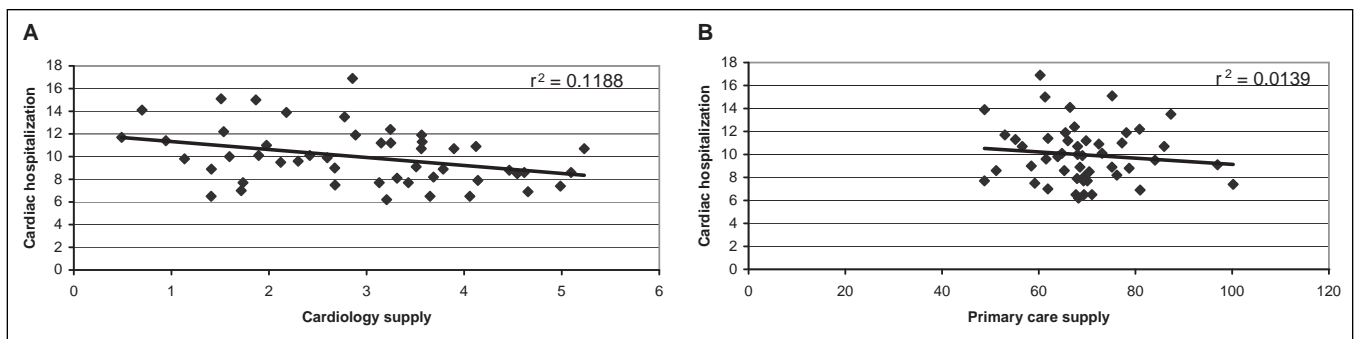 A
r² = 0.1188
Cardiac hospitalization
18
16
14
12
10
8
6
4
2
0
0 1 2 3 4 5 6
Cardiology supply
B
r² = 0.0139
Cardiac hospitalization
18
16
14
12
10
8
6
4
2
0
0 20 40 60 80 100 120
Primary care supply